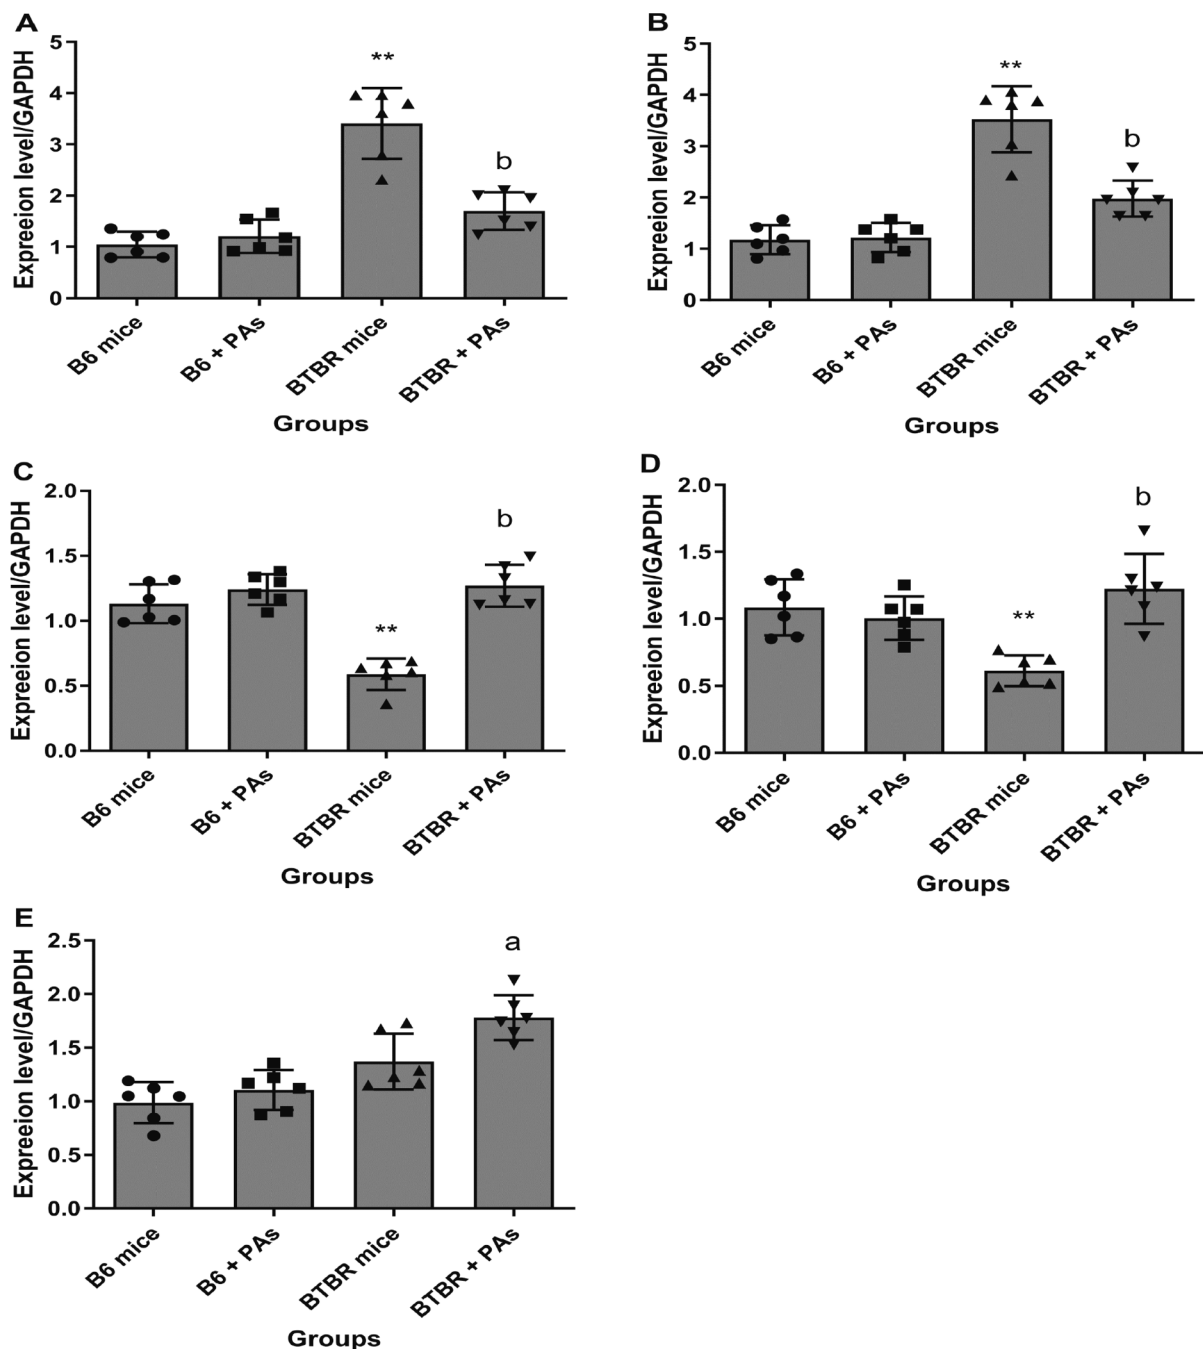 A
Expreeion level/GAPDH
5
4
3
2
1
0
**
b
B6 mice
B6 + PAs
BTBR mice
BTBR + PAs
Groups
B
Expreeion level/GAPDH
5
4
3
2
1
0
**
b
B6 mice
B6 + PAs
BTBR mice
BTBR + PAs
Groups
C
Expreeion level/GAPDH
2.0
1.5
1.0
0.5
0.0
**
b
B6 mice
B6 + PAs
BTBR mice
BTBR + PAs
Groups
D
Expreeion level/GAPDH
2.0
1.5
1.0
0.5
0.0
**
b
B6 mice
B6 + PAs
BTBR mice
BTBR + PAs
Groups
E
Expreeion level/GAPDH
2.5
2.0
1.5
1.0
0.5
0.0
a
B6 mice
B6 + PAs
BTBR mice
BTBR + PAs
Groups